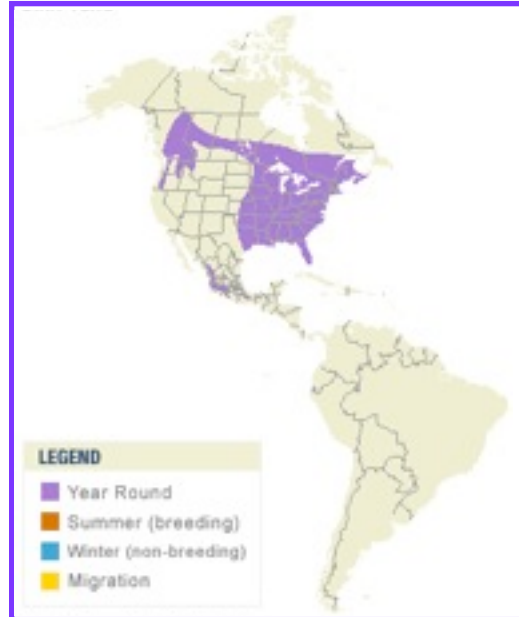 LEGEND
Year Round
Summer (breeding)
Winter (non-breeding)
Migration